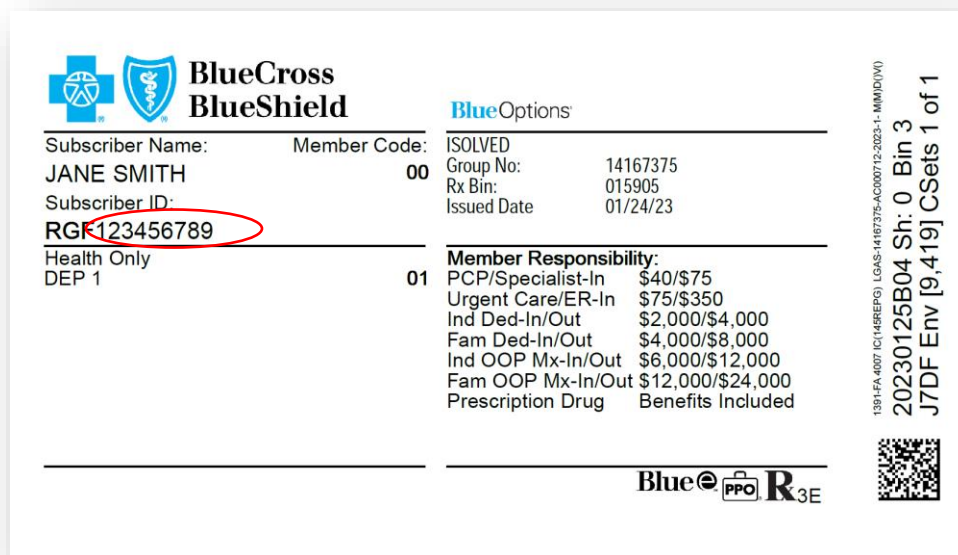 BlueCross
BlueShield
Subscriber Name: Member Code:
JANE SMITH 00
Subscriber ID:
RGF123456789
Health Only
DEP 1 01
BlueOptions
ISOLVED
Group No: 14167375
Rx Bin: 015905
Issued Date 01/24/23
Member Responsibility:
PCP/Specialist-In $40/$75
Urgent Care/ER-In $75/$350
Ind Ded-In/Out $2,000/$4,000
Fam Ded-In/Out $4,000/$8,000
Ind OOP Mx-In/Out $6,000/$12,000
Fam OOP Mx-In/Out $12,000/$24,000
Prescription Drug Benefits Included
Blue e PPO R 3E
1391-FA 4007 IC(145REPG) LGAS-14167375-AC000712-2023-1- M(M)D()V()
20230125B04 Sh: 0 Bin 3
J7DF Env [9,419] CSets 1 of 1